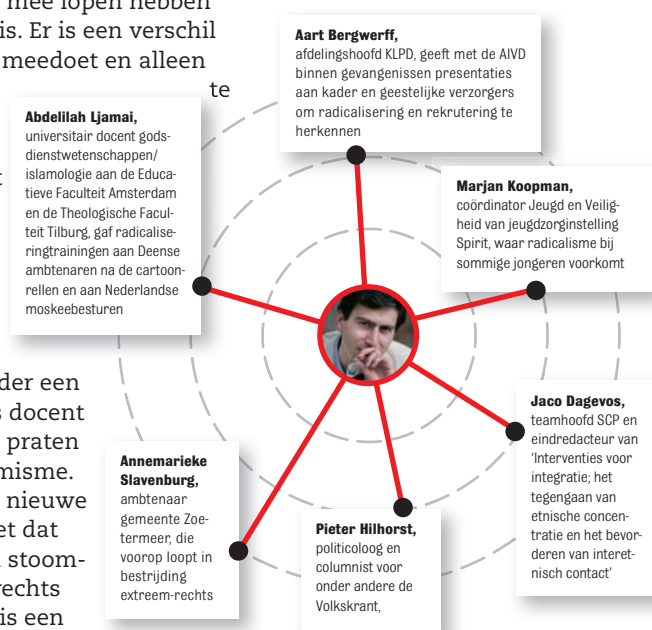 mee lopen hebben
is. Er is een verschil
meedoet en alleen
te
der een
docent
praten
misme.
nieuwe
et dat
stoom-
rechts
is een
Aart Bergwerff,
afdelingshoofd KLPD, geeft met de AIVD
binnen gevangenissen presentaties
aan kader en geestelijke verzorgers
om radicalisering en rekrutering te
herkennen
Abdelilah Ljamai,
universitair docent gods-
dienstwetenschappen/
islamologie aan de Educa-
tieve Faculteit Amsterdam
en de Theologische Facul-
teit Tilburg, gaf radicalise-
ringtrainingen aan Deense
ambtenaren na de cartoon-
rellen en aan Nederlandse
moskeebesturen
Marjan Koopman,
coördinator Jeugd en Veilig-
heid van jeugdzorginstelling
Spirit, waar radicalisme bij
sommige jongeren voorkomt
Jaco Dagevos,
teamhoofd SCP en
eindredacteur van
‘Interventies voor
integratie; het
tegengaan van
etnische concen-
tratie en het bevor-
deren van interet-
nisch contact’
Annemarieke
Slavenburg,
ambtenaar
gemeente Zoe-
termeer, die
voorop loopt in
bestrijding
extreem-rechts
Pieter Hilhorst,
politicoloog en
columnist voor
onder andere de
Volkskrant,